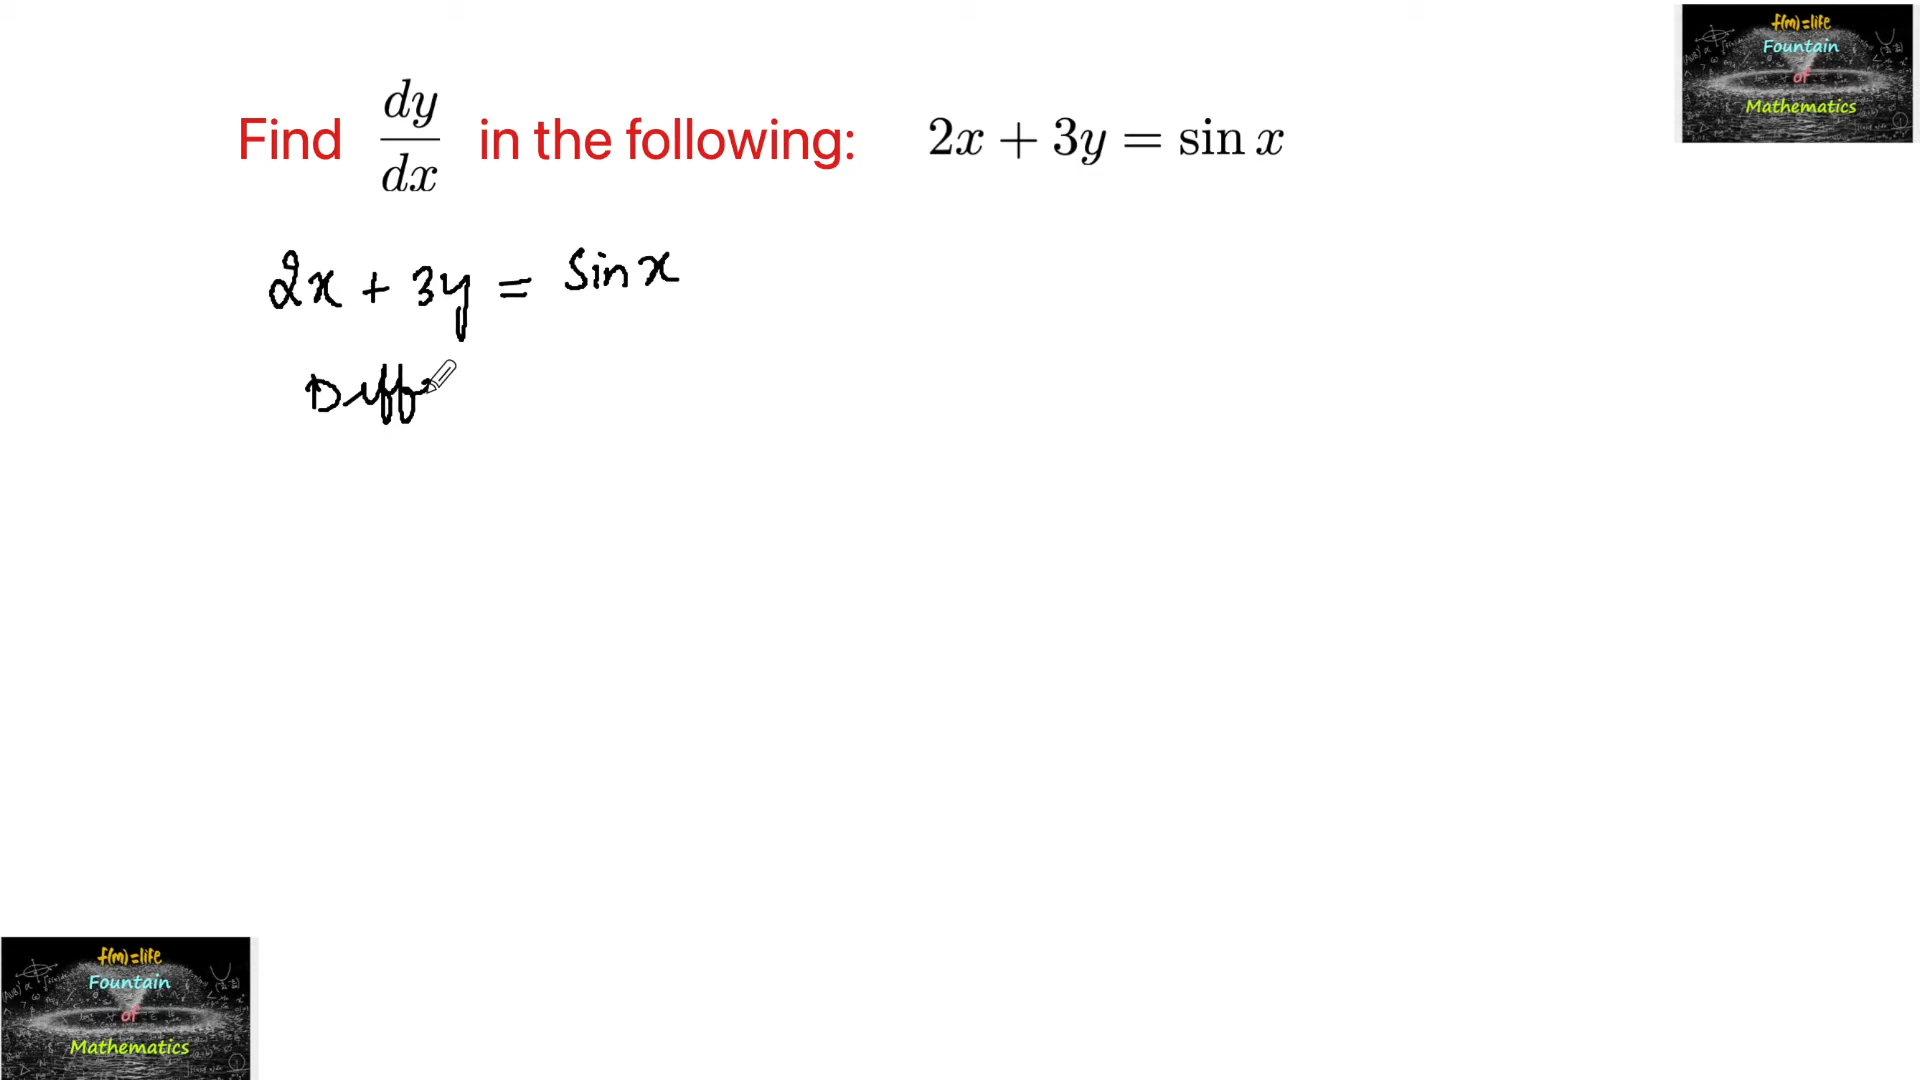 Find dy/dx in the following: 2x + 3y = sin x
2x + 3y = sin x
Diff
f(m)=life
Fountain
of
Mathematics
f(m)=life
Fountain
of
Mathematics